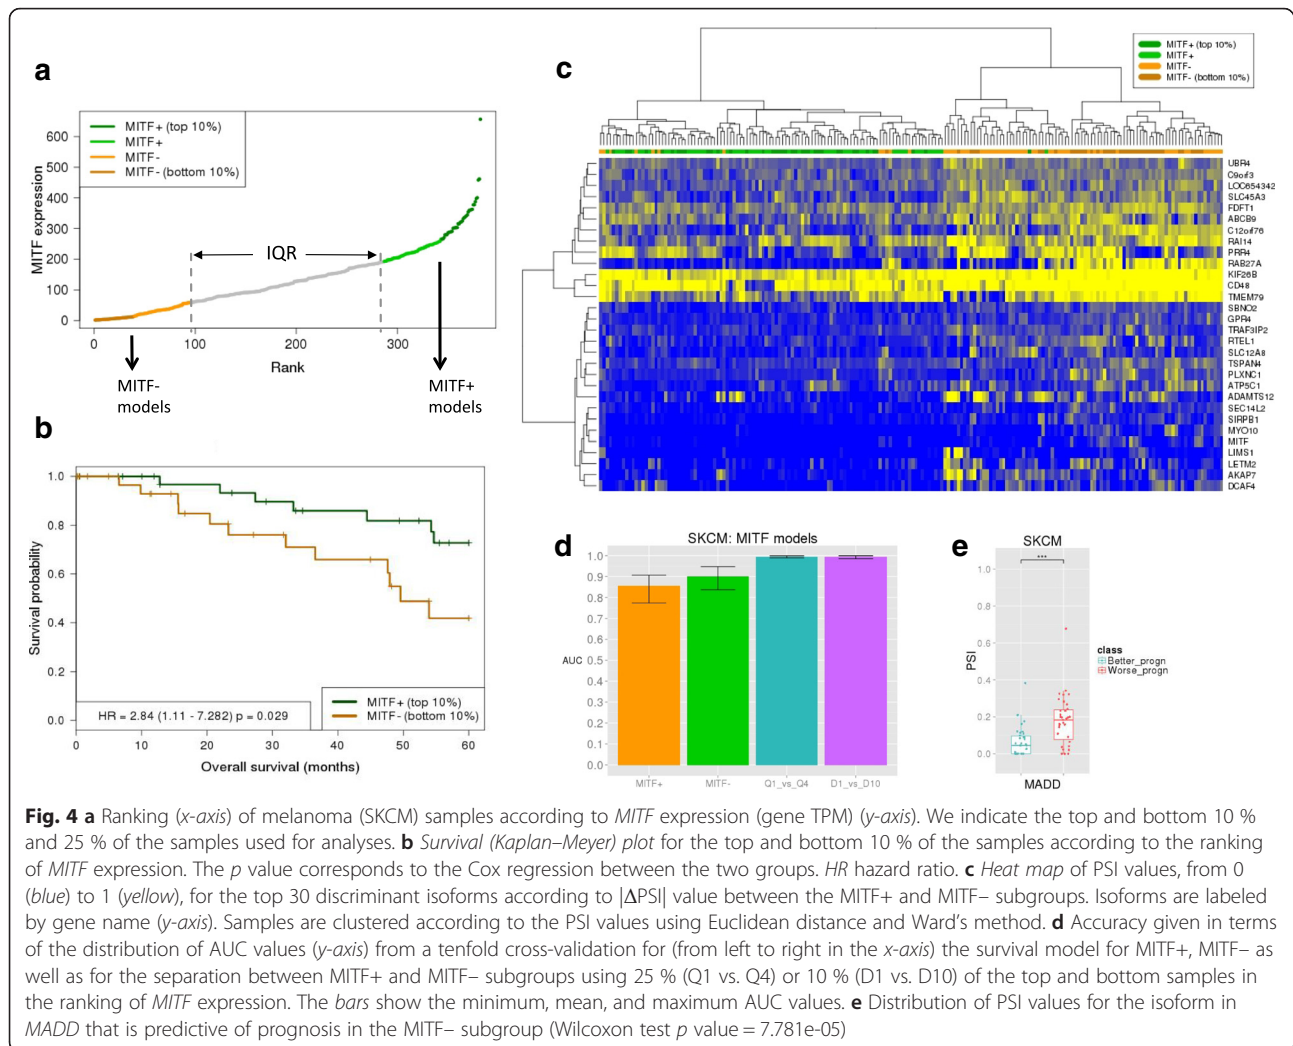 a
MITF+ (top 10%)
MITF+
MITF-
MITF- (bottom 10%)
600
500
400
300
200
100
0
MITF expression
IQR
0
100
200
300
Rank
MITF-
models
MITF+
models
b
1.0
0.8
0.6
0.4
0.2
0.0
Survival probability
HR = 2.84 (1.11 - 7.282) p = 0.029
MITF+ (top 10%)
MITF- (bottom 10%)
0
10
20
30
40
50
60
Overall survival (months)
c
MITF+ (top 10%)
MITF+
MITF-
MITF- (bottom 10%)
UBR4
C9orf3
LOC654342
SLC45A3
FDFT1
ABCB9
C12orf76
RAI14
PRR4
RAB27A
KIF26B
CD48
TMEM79
SBNO2
GPR4
TRAF3IP2
RTEL1
SLC12A8
TSPAN4
PLXNC1
ATP5C1
ADAMTS12
SEC14L2
SIRPB1
MYO10
MITF
LIMS1
LETM2
AKAP7
DCAF4
d
SKCM: MITF models
1.0
0.9
0.8
0.7
0.6
0.5
0.4
0.3
0.2
0.1
0.0
AUC
MITF+
MITF-
Q1_vs_Q4
D1_vs_D10
e
SKCM
***
1.0
0.8
0.6
0.4
0.2
0.0
PSI
MADD
class
Better_progn
Worse_progn
Fig. 4 a Ranking (x-axis) of melanoma (SKCM) samples according to MITF expression (gene TPM) (y-axis). We indicate the top and bottom 10 %
and 25 % of the samples used for analyses. b Survival (Kaplan–Meyer) plot for the top and bottom 10 % of the samples according to the ranking
of MITF expression. The p value corresponds to the Cox regression between the two groups. HR hazard ratio. c Heat map of PSI values, from 0
(blue) to 1 (yellow), for the top 30 discriminant isoforms according to |ΔPSI| value between the MITF+ and MITF– subgroups. Isoforms are labeled
by gene name (y-axis). Samples are clustered according to the PSI values using Euclidean distance and Ward's method. d Accuracy given in terms
of the distribution of AUC values (y-axis) from a tenfold cross-validation for (from left to right in the x-axis) the survival model for MITF+, MITF– as
well as for the separation between MITF+ and MITF– subgroups using 25 % (Q1 vs. Q4) or 10 % (D1 vs. D10) of the top and bottom samples in
the ranking of MITF expression. The bars show the minimum, mean, and maximum AUC values. e Distribution of PSI values for the isoform in
MADD that is predictive of prognosis in the MITF– subgroup (Wilcoxon test p value = 7.781e-05)